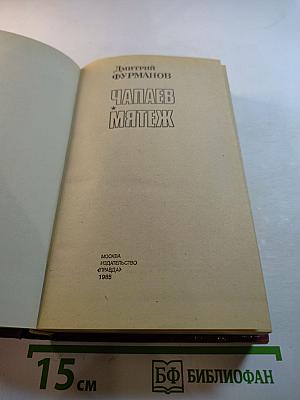 Дмитрий
ФУРМАНОВ
ЧАПАЕВ
★
МЯТЕЖ
МОСКВА
ИЗДАТЕЛЬСТВО
«ПРАВДА»
1985
15 см
БФ БИБЛИОФАН